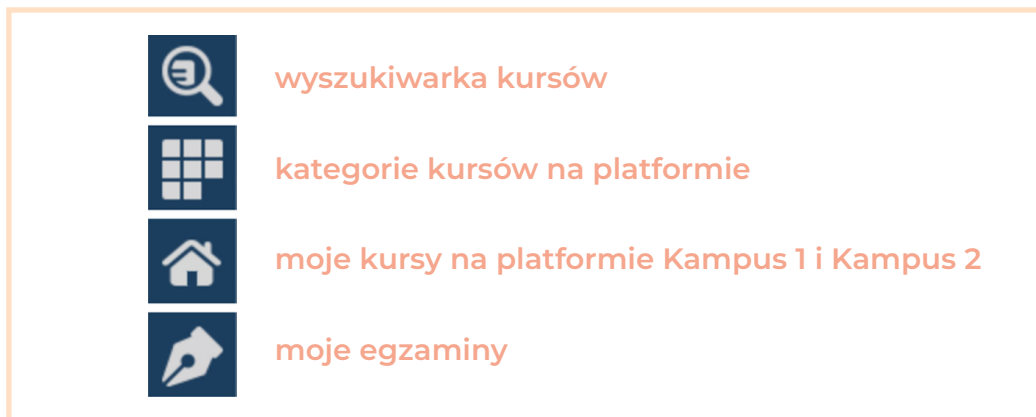 wyszukiwarka kursów
kategorie kursów na platformie
moje kursy na platformie Kampus 1 i Kampus 2
moje egzaminy